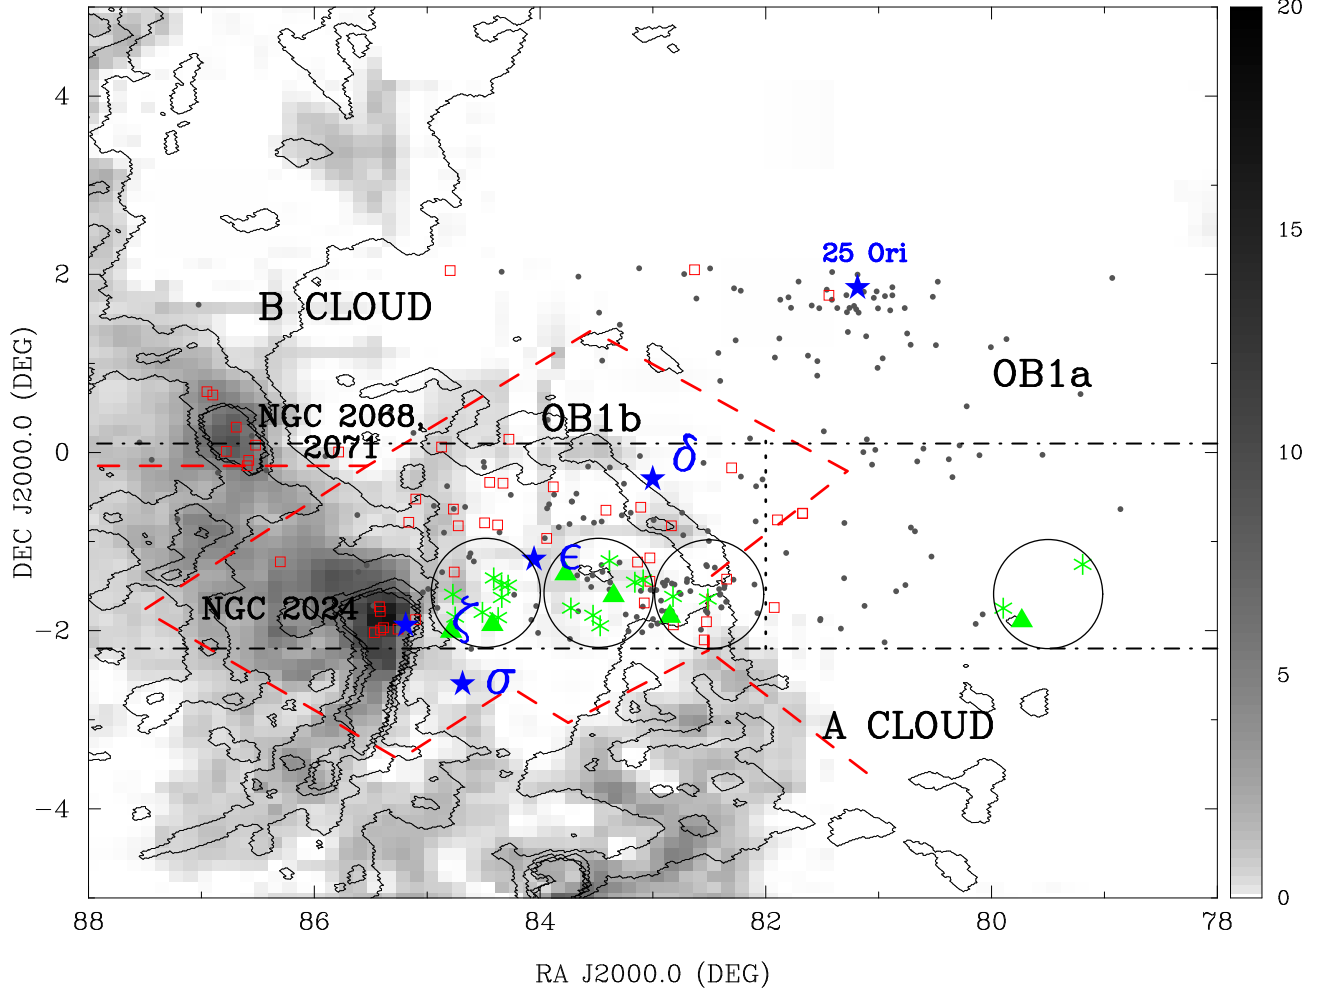 20
4
15
25 Ori
2
B CLOUD
OB1a
NGC 2068,
2071
OB1b
10
0
δ
ϵ
NGC 2024
ζ
−2
5
σ
A CLOUD
−4
0
88
86
84
82
80
78
RA J2000.0 (DEG)
DEC J2000.0 (DEG)